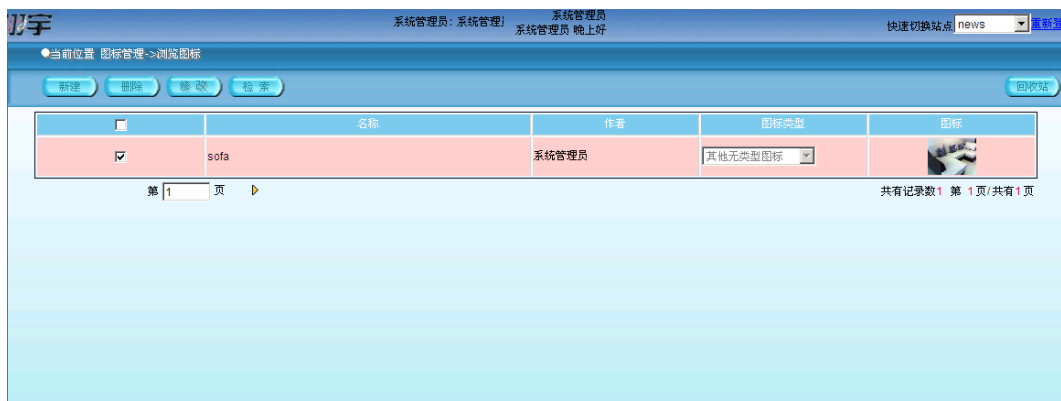 系统管理员
系统管理员：系统管理
系统管理员 晚上好
快速切换站点 news 重新登
当前位置 图标管理->浏览图标
新建 删除 修改 检索 回收站
名称 作者 图标类型 图标
sofa 系统管理员 其他无类型图标
第 1 页 共有记录数1 第 1页/共有1页